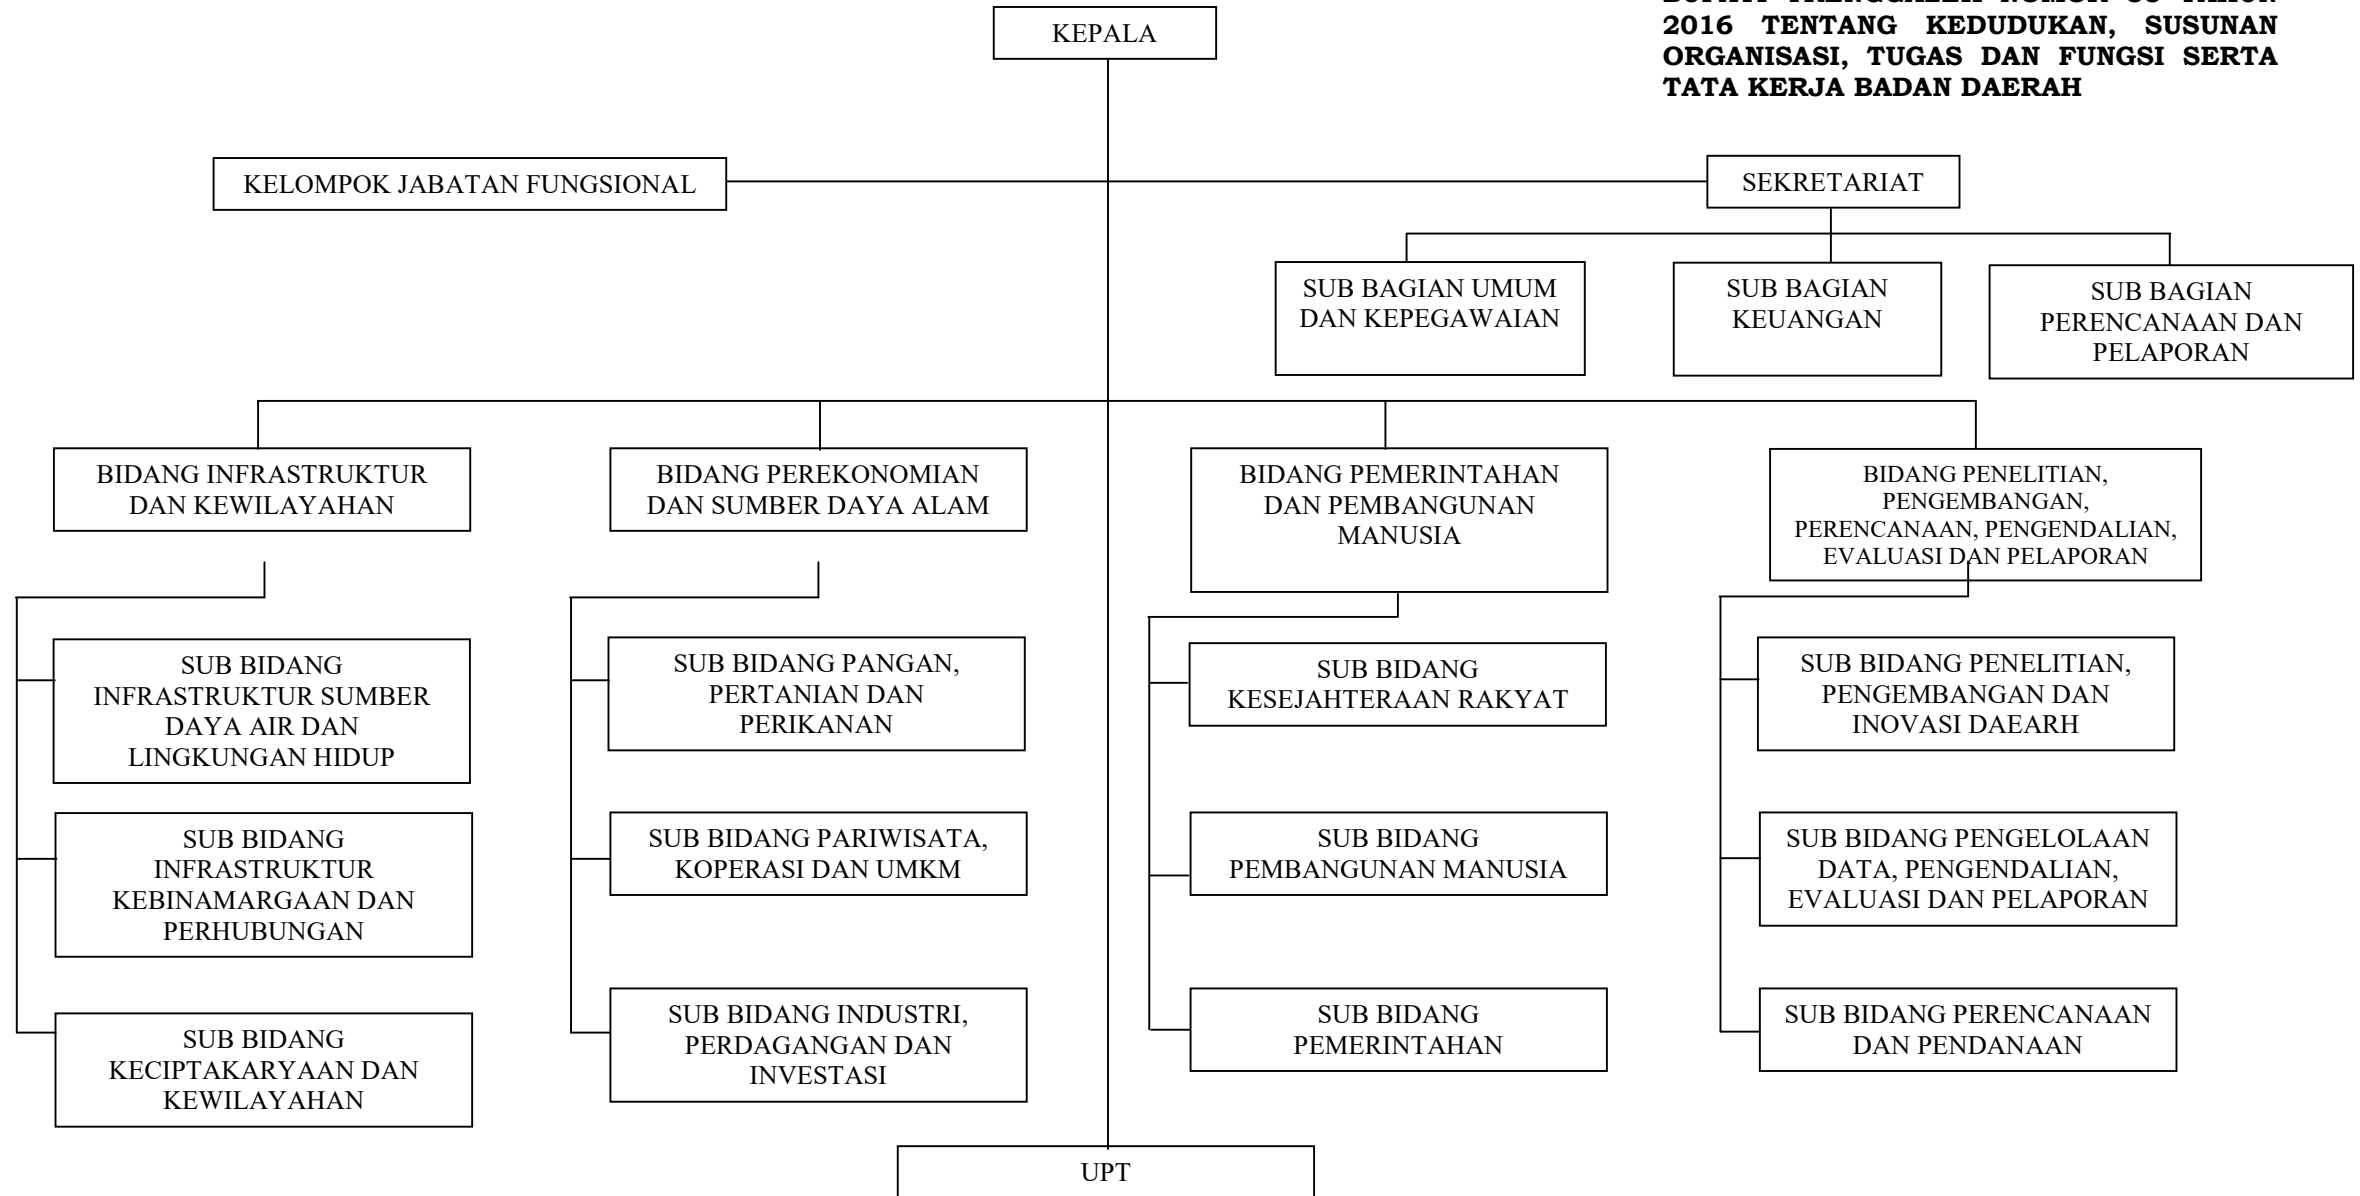 KEPALA
2016 TENTANG KEDUDUKAN, SUSUNAN
ORGANISASI, TUGAS DAN FUNGSI SERTA
TATA KERJA BADAN DAERAH
KELOMPOK JABATAN FUNGSIONAL
SEKRETARIAT
SUB BAGIAN UMUM
DAN KEPEGAWAIAN
SUB BAGIAN
KEUANGAN
SUB BAGIAN
PERENCANAAN DAN
PELAPORAN
BIDANG INFRASTRUKTUR
DAN KEWILAYAHAN
BIDANG PEREKONOMIAN
DAN SUMBER DAYA ALAM
BIDANG PEMERINTAHAN
DAN PEMBANGUNAN
MANUSIA
BIDANG PENELITIAN,
PENGEMBANGAN,
PERENCANAAN, PENGENDALIAN,
EVALUASI DAN PELAPORAN
SUB BIDANG
INFRASTRUKTUR SUMBER
DAYA AIR DAN
LINGKUNGAN HIDUP
SUB BIDANG PANGAN,
PERTANIAN DAN
PERIKANAN
SUB BIDANG
KESEJAHTERAAN RAKYAT
SUB BIDANG PENELITIAN,
PENGEMBANGAN DAN
INOVASI DAEARH
SUB BIDANG
INFRASTRUKTUR
KEBINAMARGAAN DAN
PERHUBUNGAN
SUB BIDANG PARIWISATA,
KOPERASI DAN UMKM
SUB BIDANG
PEMBANGUNAN MANUSIA
SUB BIDANG PENGELOLAAN
DATA, PENGENDALIAN,
EVALUASI DAN PELAPORAN
SUB BIDANG
KECIPTAKARYAAN DAN
KEWILAYAHAN
SUB BIDANG INDUSTRI,
PERDAGANGAN DAN
INVESTASI
SUB BIDANG
PEMERINTAHAN
SUB BIDANG PERENCANAAN
DAN PENDANAAN
UPT